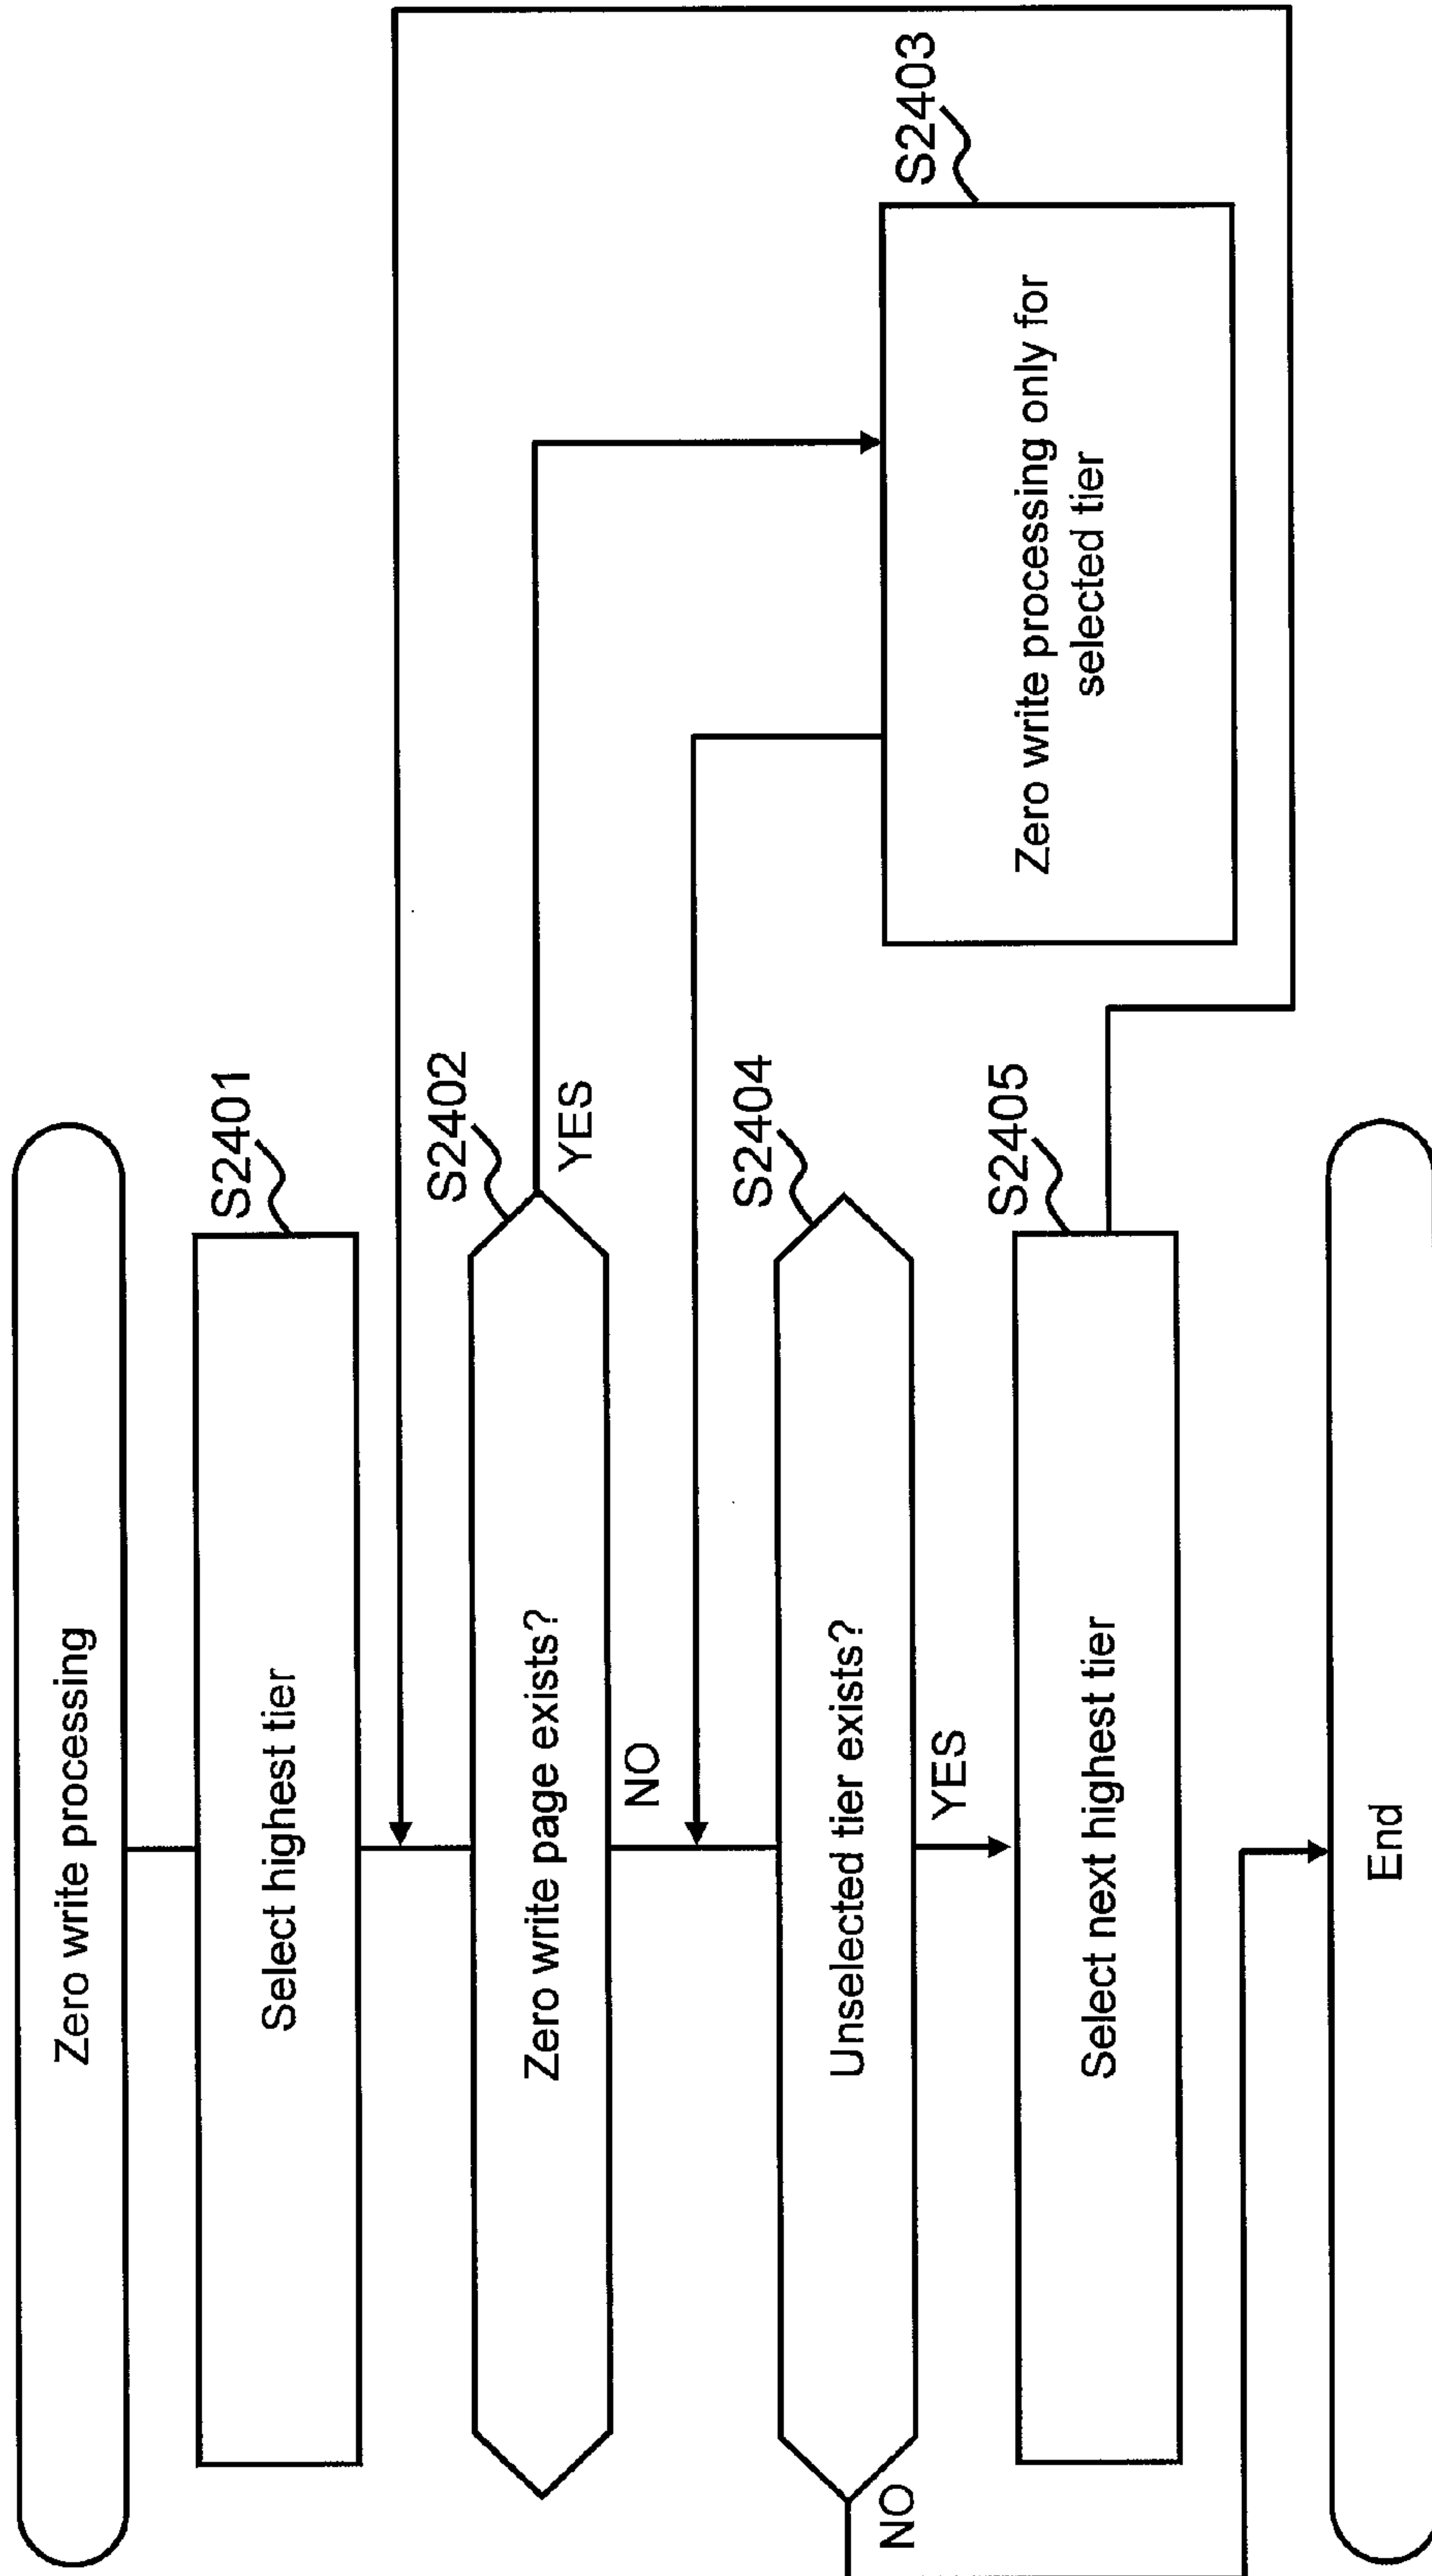 Zero write processing
S2401
Select highest tier
S2402
Zero write page exists?
YES
NO
S2403
Zero write processing only for
selected tier
S2404
Unselected tier exists?
YES
NO
S2405
Select next highest tier
End